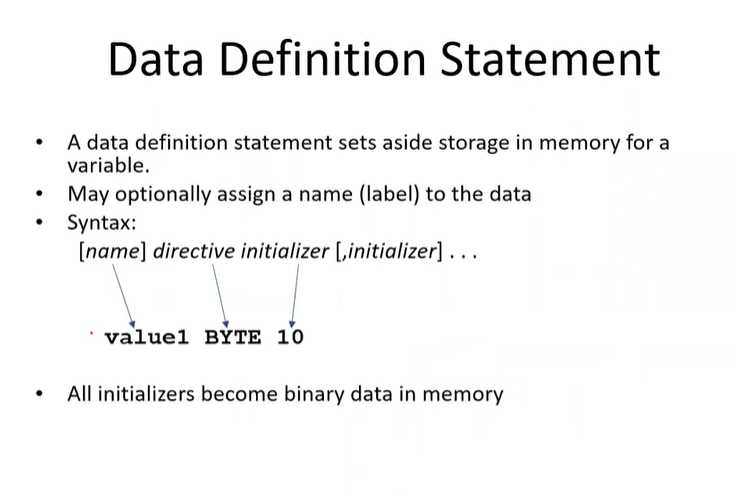 Data Definition Statement
• A data definition statement sets aside storage in memory for a
variable.
• May optionally assign a name (label) to the data
• Syntax:
[name] directive initializer [,initializer] . . .
value1 BYTE 10
• All initializers become binary data in memory